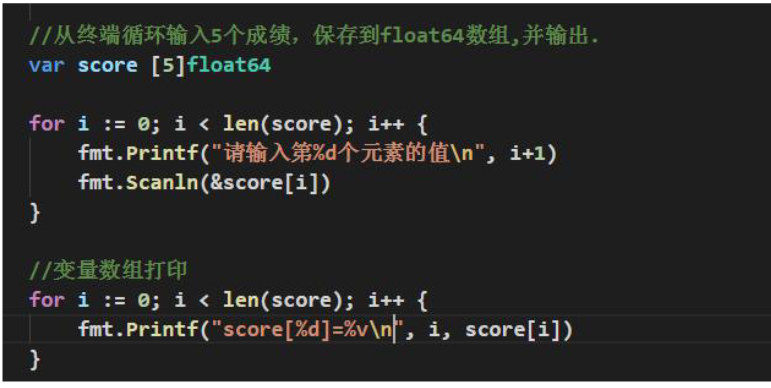 //从终端循环输入5个成绩，保存到float64数组,并输出.
var score [5]float64
for i := 0; i < len(score); i++ {
fmt.Printf("请输入第%d个元素的值\n", i+1)
fmt.Scanln(&score[i])
}
//变量数组打印
for i := 0; i < len(score); i++ {
fmt.Printf("score[%d]=%v\n", i, score[i])
}